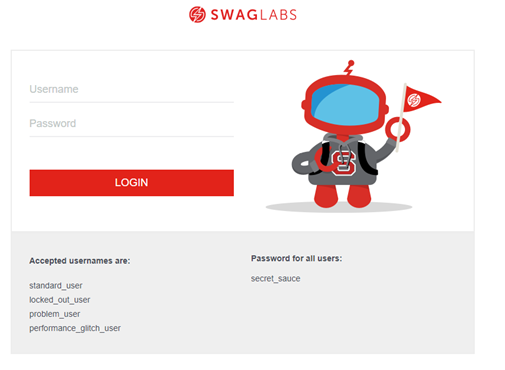 SWAGLABS
Username
Password
LOGIN
S
Accepted usernames are:
standard_user
locked_out_user
problem_user
performance_glitch_user
Password for all users:
secret_sauce